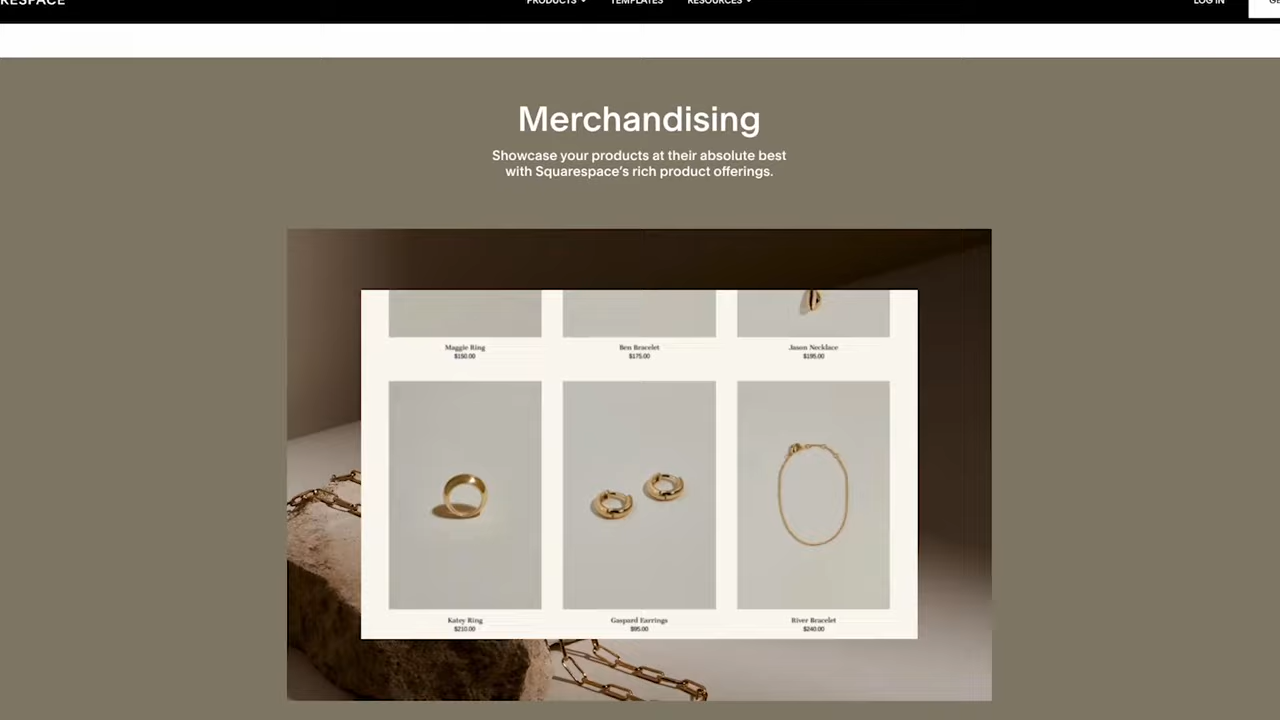 RESPACE
PRODUCTS
TEMPLATES
RESOURCES
LOG IN
Merchandising
Showcase your products at their absolute best
with Squarespace's rich product offerings.
Maggie Ring
$150.00
Ben Bracelet
$175.00
Jason Necklace
$195.00
Katey Ring
$210.00
Gaspard Earrings
$95.00
River Bracelet
$240.00